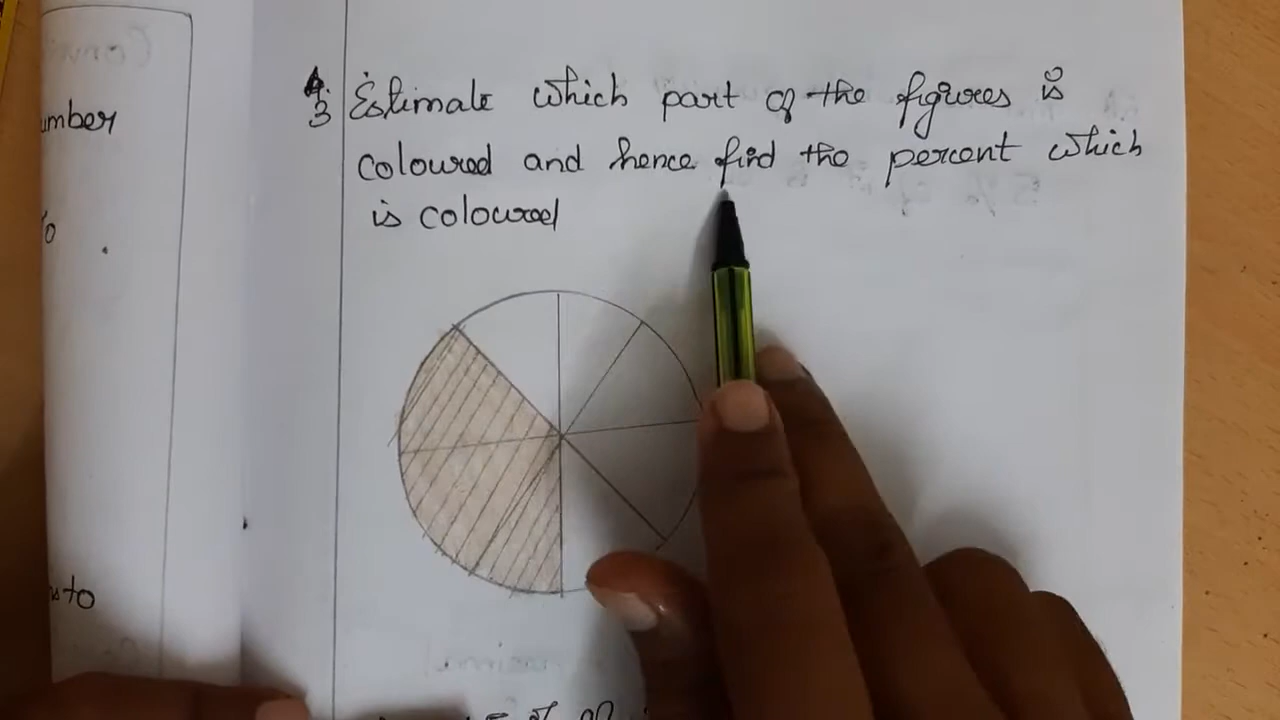 umber
To
s to
3 Estimate which part of the figures is
coloured and hence find the percent which
is coloured